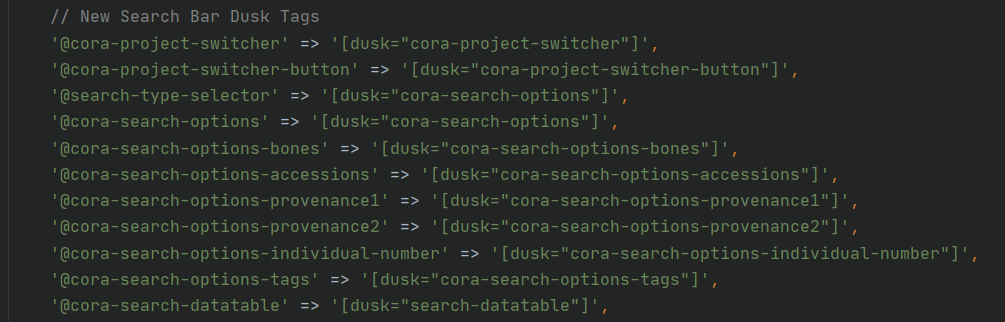 // New Search Bar Dusk Tags
'@cora-project-switcher' => '[dusk="cora-project-switcher"]',
'@cora-project-switcher-button' => '[dusk="cora-project-switcher-button"]',
'@search-type-selector' => '[dusk="cora-search-options"]',
'@cora-search-options' => '[dusk="cora-search-options"]',
'@cora-search-options-bones' => '[dusk="cora-search-options-bones"]',
'@cora-search-options-accessions' => '[dusk="cora-search-options-accessions"]',
'@cora-search-options-provenance1' => '[dusk="cora-search-options-provenance1"]',
'@cora-search-options-provenance2' => '[dusk="cora-search-options-provenance2"]',
'@cora-search-options-individual-number' => '[dusk="cora-search-options-individual-number"]',
'@cora-search-options-tags' => '[dusk="cora-search-options-tags"]',
'@cora-search-datatable' => '[dusk="search-datatable"]',